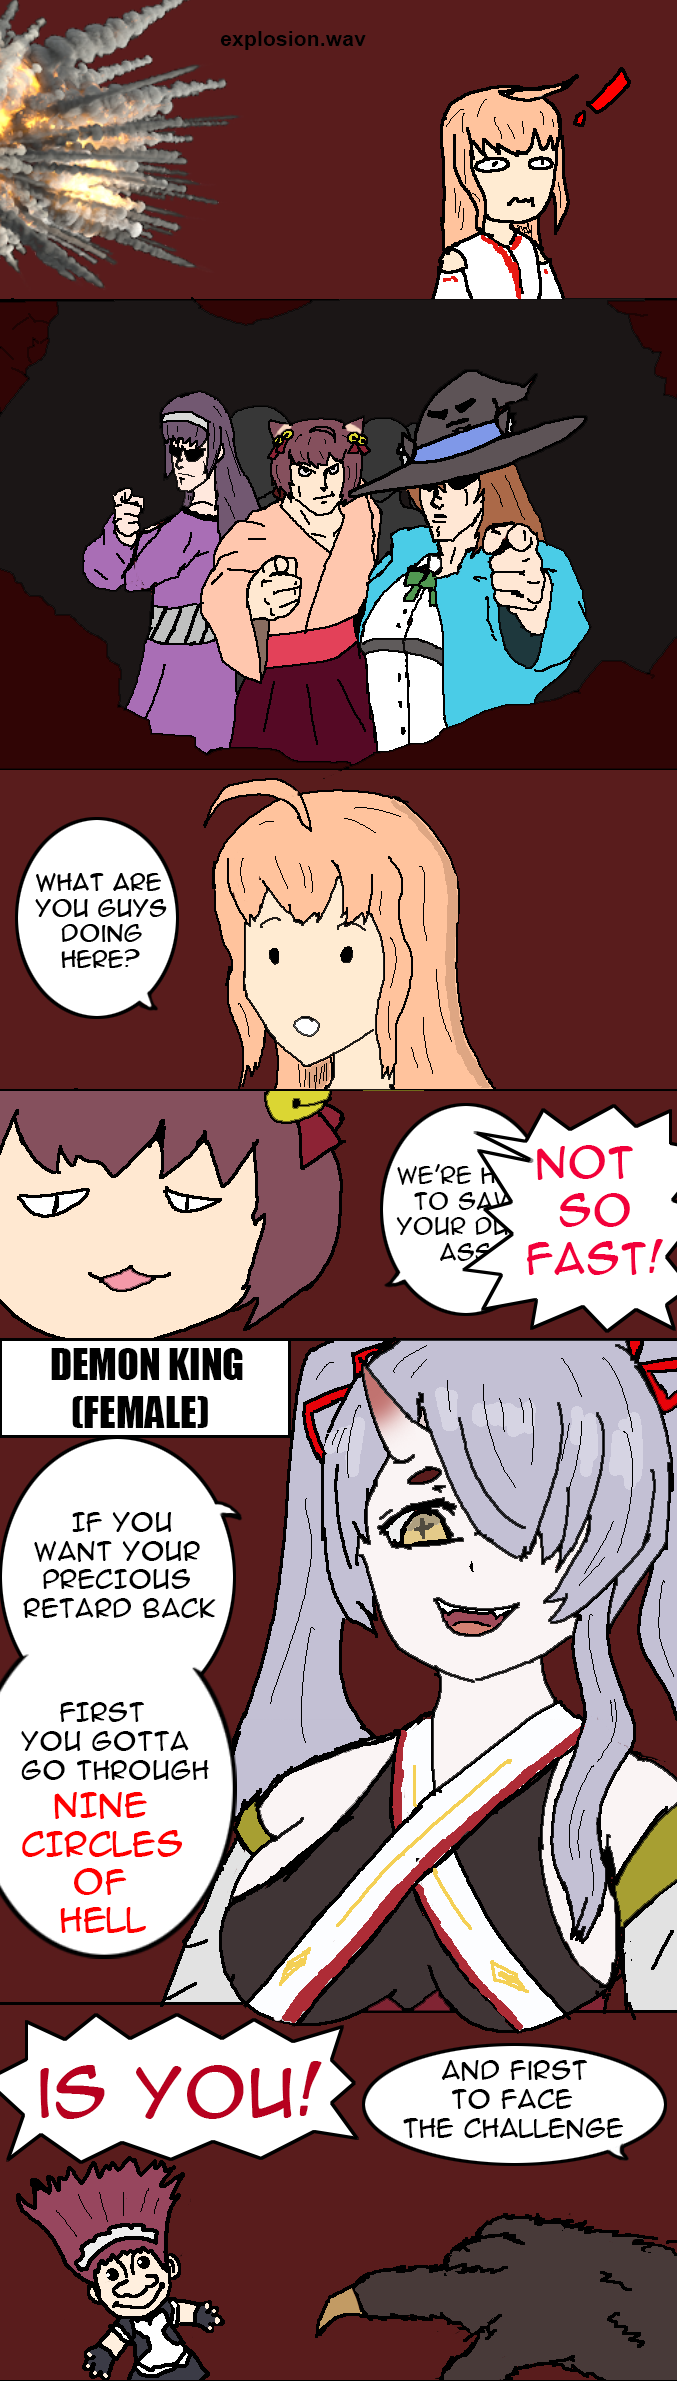 explosion.wav
WHAT ARE
YOU GUYS
DOING
HERE?
WE'RE
TO
YOUR
ASS
NOT
SO
FAST!
DEMON KING
(FEMALE)
IF YOU
WANT YOUR
PRECIOUS
RETARD BACK
FIRST
YOU GOTTA
GO THROUGH
NINE
CIRCLES
OF
HELL
AND FIRST
TO FACE
THE CHALLENGE
IS YOU!